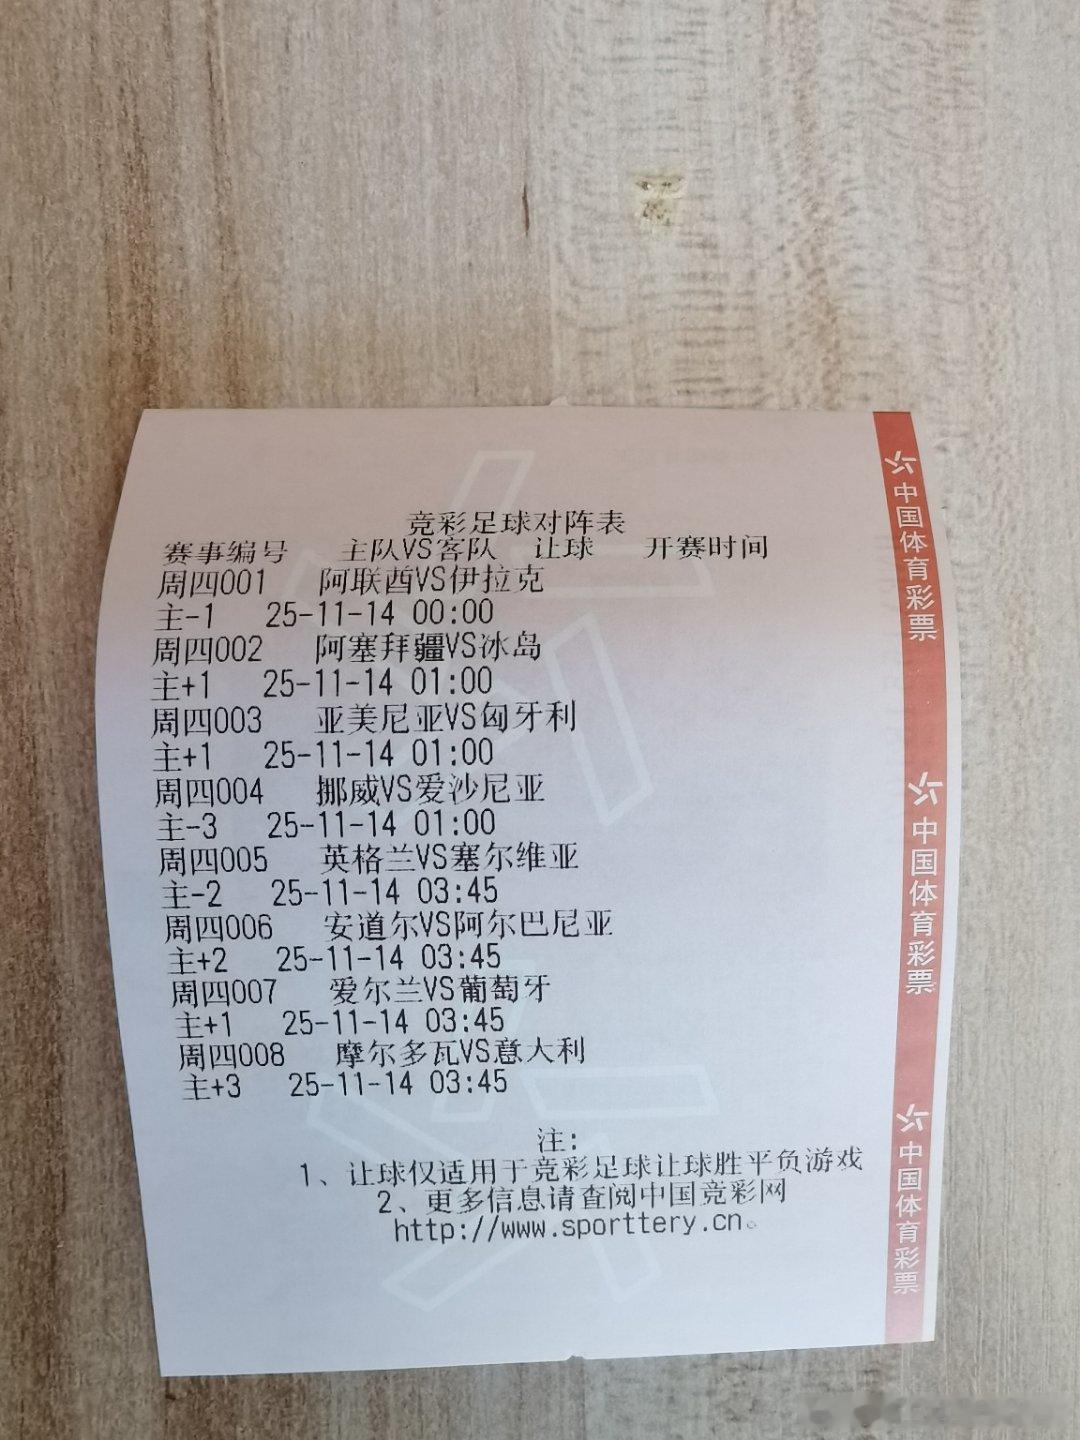 竞彩足球对阵表
赛事编号 主队VS客队 让球 开赛时间
周四001 阿联酋VS伊拉克
主-1 25-11-14 00:00
周四002 阿塞拜疆VS冰岛
主+1 25-11-14 01:00
周四003 亚美尼亚VS匈牙利
主+1 25-11-14 01:00
周四004 挪威VS爱沙尼亚
主-3 25-11-14 01:00
周四005 英格兰VS塞尔维亚
主-2 25-11-14 03:45
周四006 安道尔VS阿尔巴尼亚
主+2 25-11-14 03:45
周四007 爱尔兰VS葡萄牙
主+1 25-11-14 03:45
周四008 摩尔多瓦VS意大利
主+3 25-11-14 03:45
注:
1、让球仅适用于竞彩足球让球胜平负游戏
2、更多信息请查阅中国竞彩网
http://www.sporttery.cn。
中国体育彩票
中国体育彩票
中国体育彩票